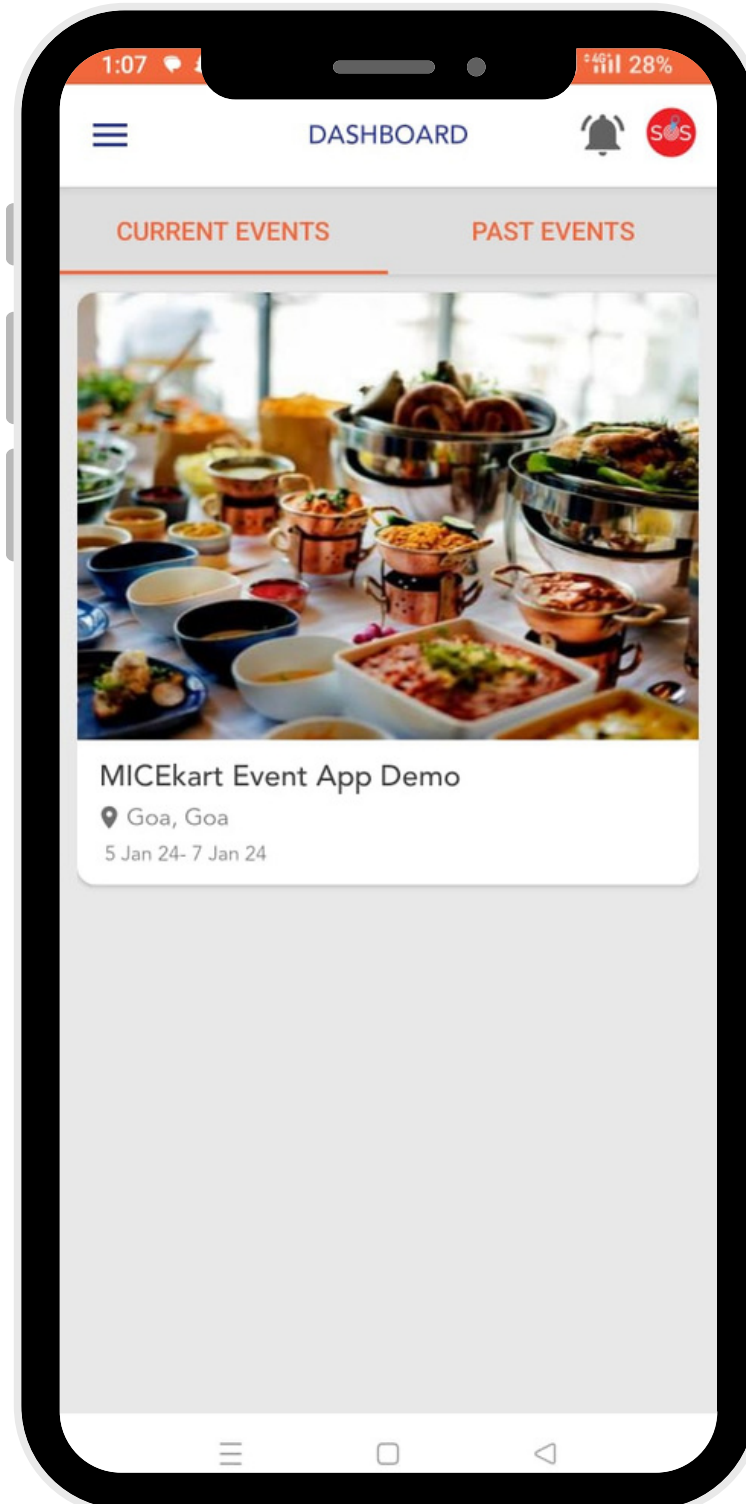 1:07 4G 28%
DASHBOARD SOS
CURRENT EVENTS PAST EVENTS
MICEkart Event App Demo
Goa, Goa
5 Jan 24- 7 Jan 24